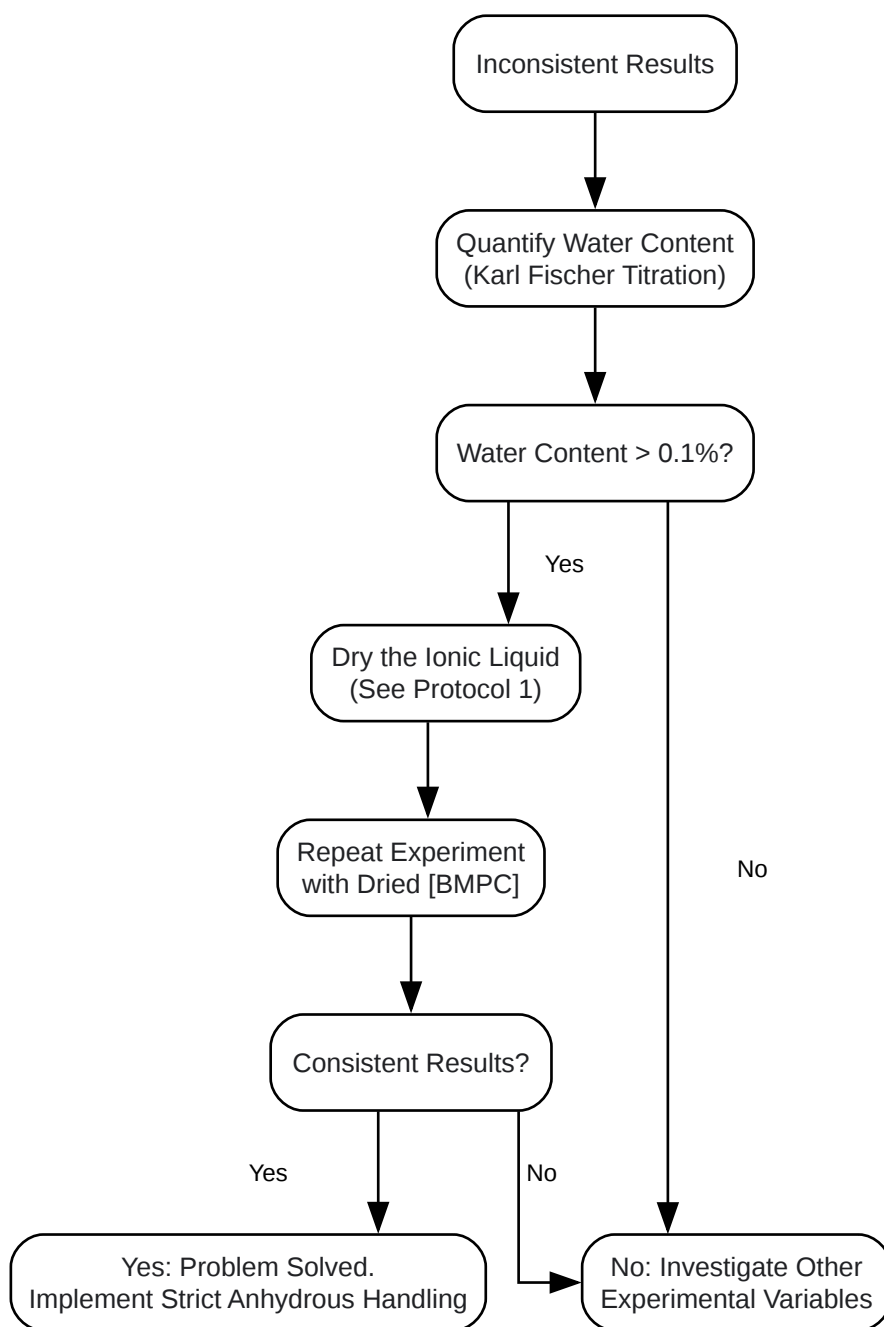 Inconsistent Results
Quantify Water Content
(Karl Fischer Titration)
Water Content > 0.1%?
Yes
Dry the Ionic Liquid
(See Protocol 1)
Repeat Experiment
with Dried [BMPC]
No
Consistent Results?
Yes
No
Yes: Problem Solved.
Implement Strict Anhydrous Handling
No: Investigate Other
Experimental Variables